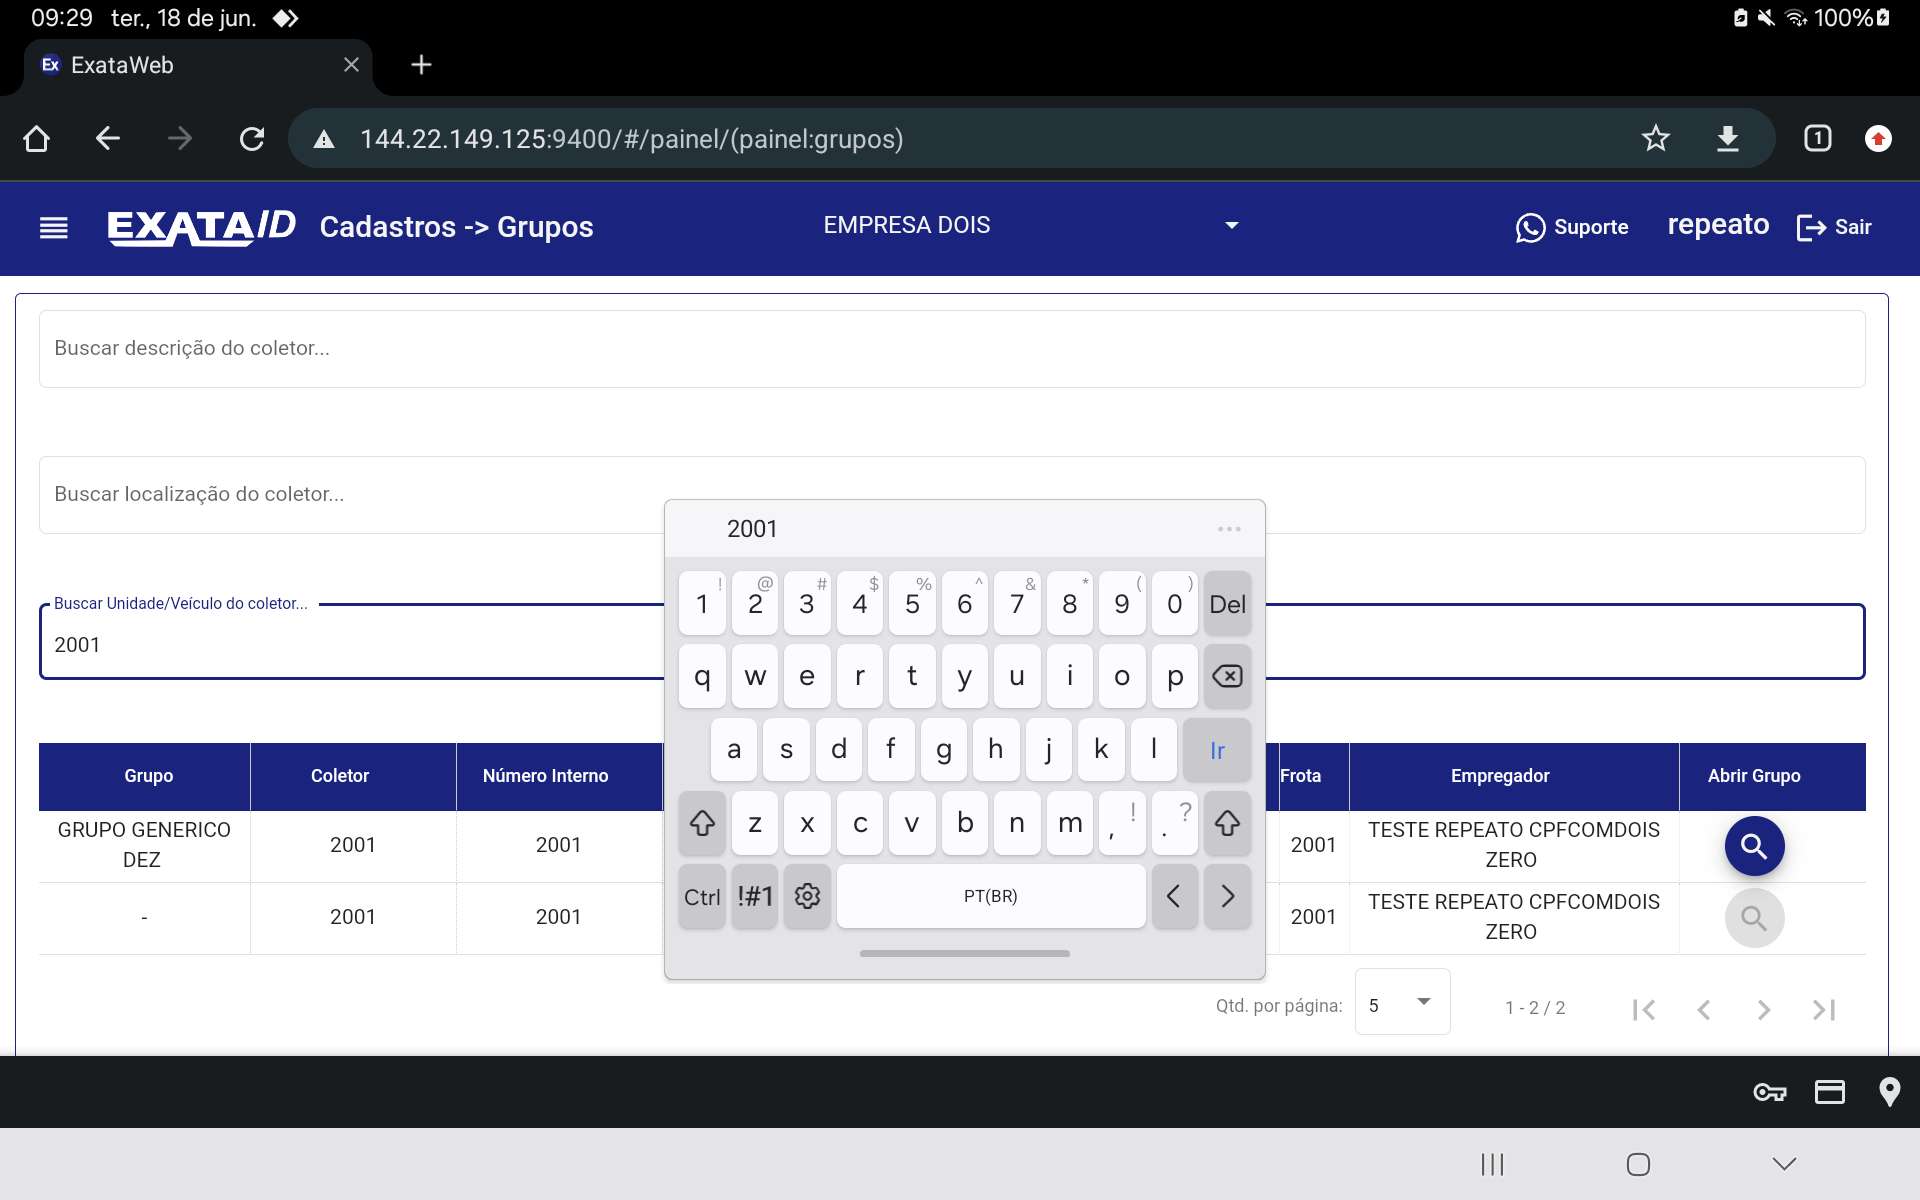 09:29 ter., 18 de jun. 100%
Ex ExataWeb
144.22.149.125:9400/#/painel/(painel:grupos) 1
EXATA ID Cadastros -> Grupos EMPRESA DOIS Suporte repeato Sair
Buscar descrição do coletor...
Buscar localização do coletor...
2001
Buscar Unidade/Veículo do coletor...
2001
! @ # $ % ^ & * ( )
1 2 3 4 5 6 7 8 9 0 Del
q w e r t y u i o p
a s d f g h j k l Ir
z x c v b n m , ! . ?
Ctrl !#1 PT(BR) < >
Grupo Coletor Número Interno Frota Empregador Abrir Grupo
GRUPO GENERICO DEZ 2001 2001 2001 TESTE REPEATO CPFCOMDOIS ZERO
- 2001 2001 2001 TESTE REPEATO CPFCOMDOIS ZERO
Qtd. por página: 5 1 - 2 / 2